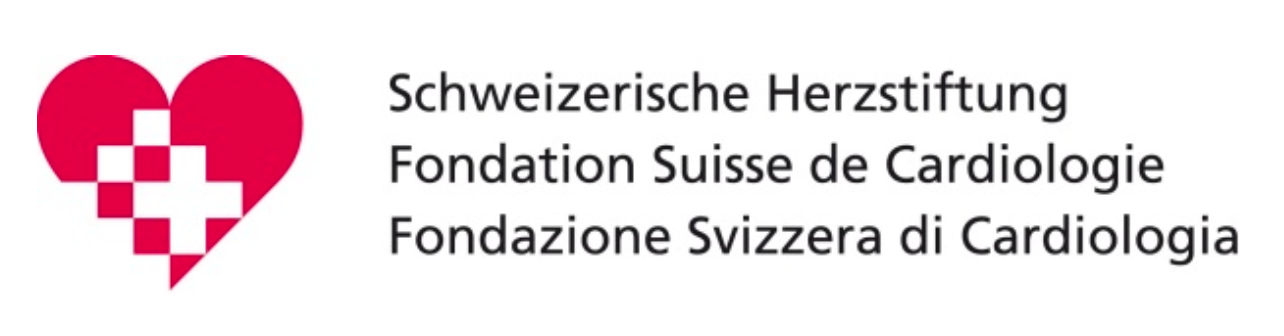 Schweizerische Herzstiftung
Fondation Suisse de Cardiologie
Fondazione Svizzera di Cardiologia